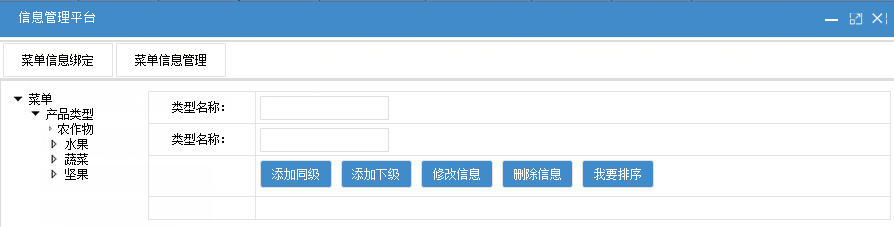 信息管理平台
菜单信息绑定 菜单信息管理
菜单
产品类型
农作物
水果
蔬菜
坚果
类型名称：
类型名称：
添加同级 添加下级 修改信息 删除信息 我要排序